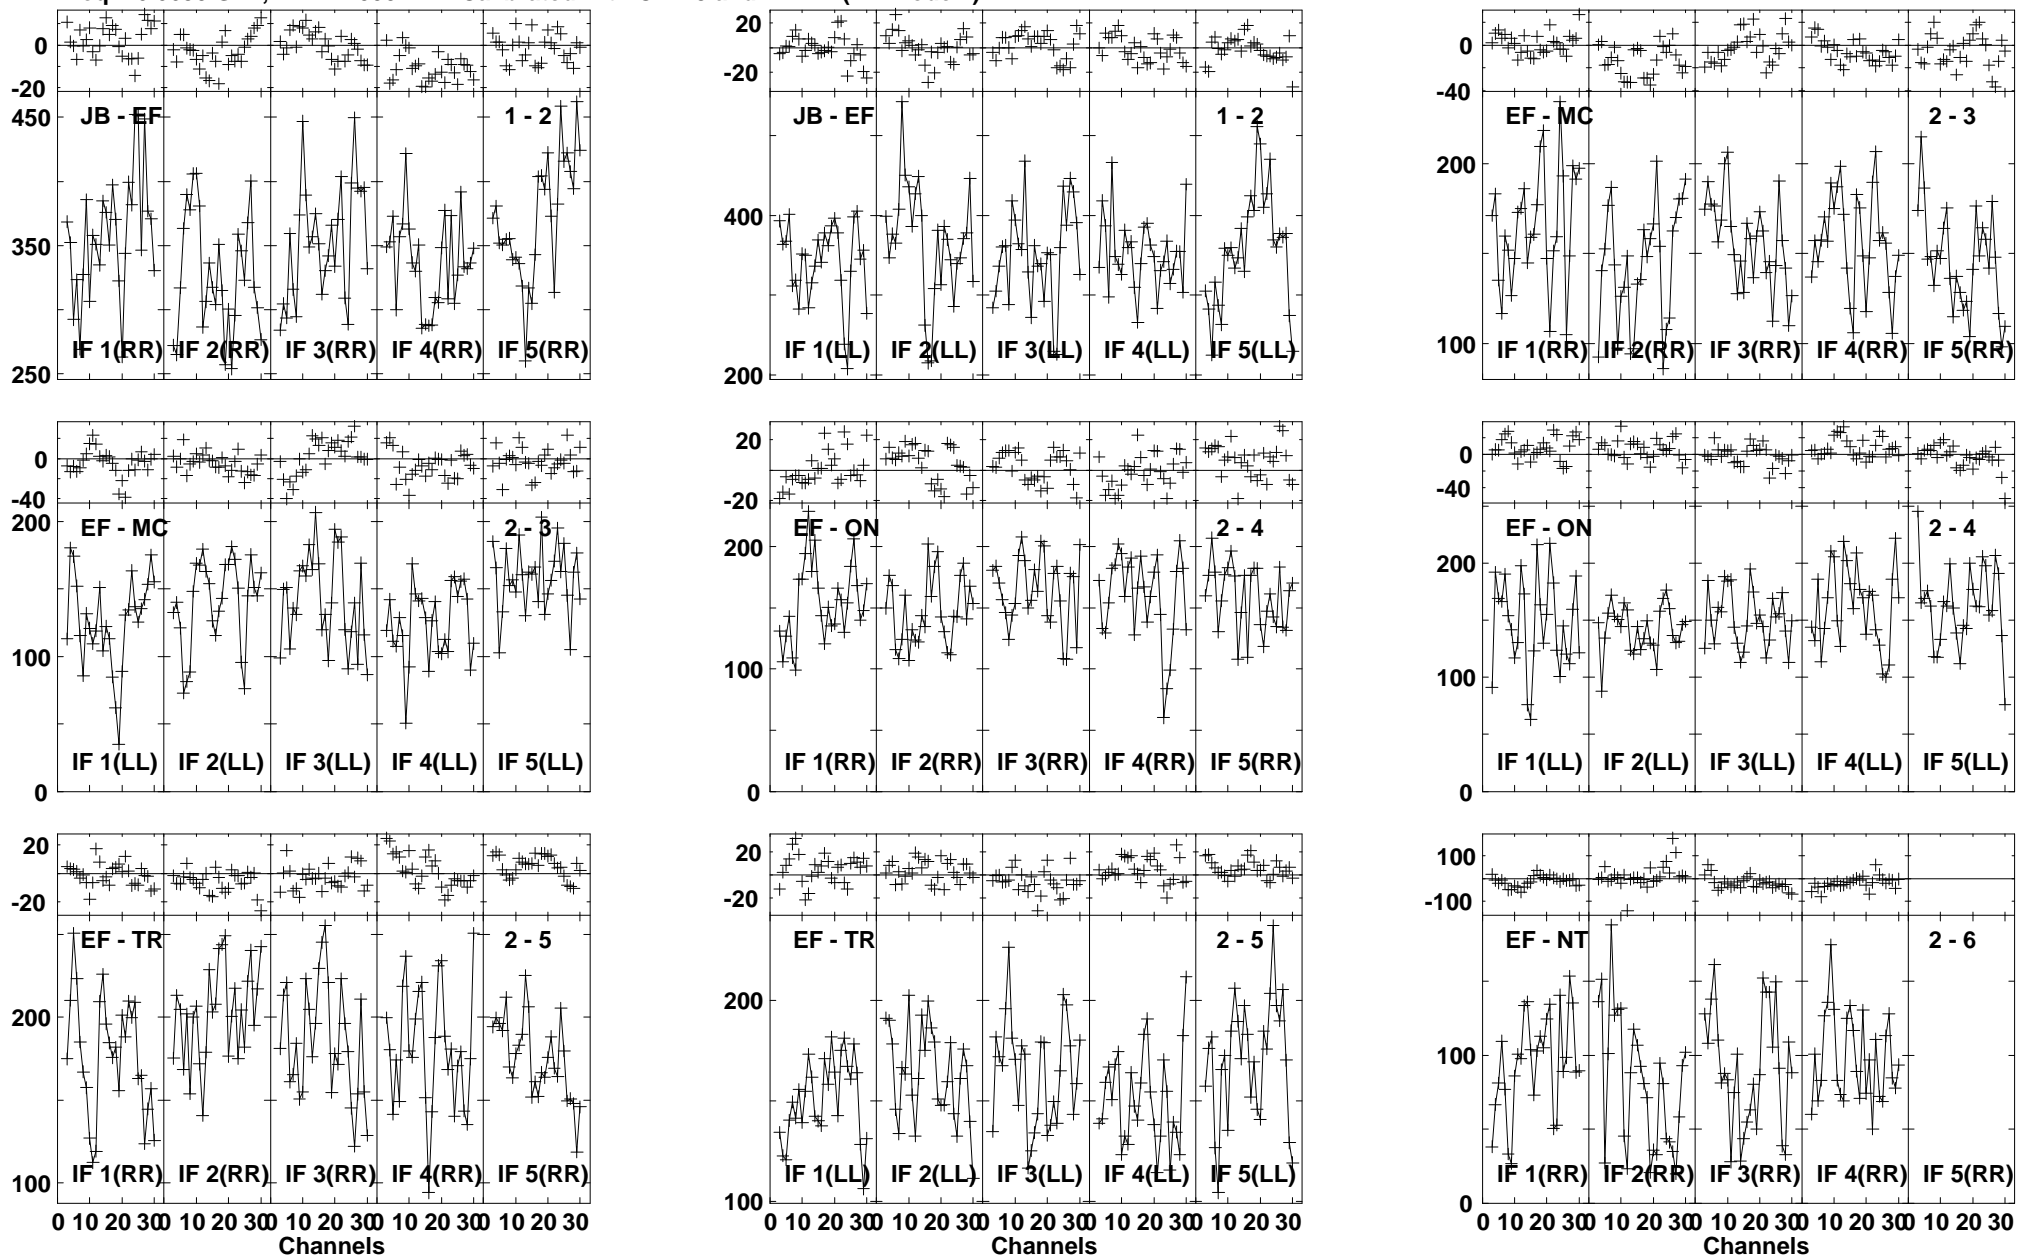 20 0 -20 450 350 250 JB - EF 1 - 2 IF 1(RR) IF 2(RR) IF 3(RR) IF 4(RR) IF 5(RR)
20 0 -20 400 200 JB - EF 1 - 2 IF 1(LL) IF 2(LL) IF 3(LL) IF 4(LL) IF 5(LL)
0 -40 200 100 EF - MC 2 - 3 IF 1(RR) IF 2(RR) IF 3(RR) IF 4(RR) IF 5(RR)
0 -40 200 100 0 EF - MC 2 - 3 IF 1(LL) IF 2(LL) IF 3(LL) IF 4(LL) IF 5(LL)
20 0 -20 200 100 0 EF - ON 2 - 4 IF 1(RR) IF 2(RR) IF 3(RR) IF 4(RR) IF 5(RR)
0 -40 200 100 0 EF - ON 2 - 4 IF 1(LL) IF 2(LL) IF 3(LL) IF 4(LL) IF 5(LL)
20 0 -20 200 100 EF - TR 2 - 5 IF 1(RR) IF 2(RR) IF 3(RR) IF 4(RR) IF 5(RR)
0 10 20 30 0 10 20 30 0 10 20 30 0 10 20 30 0 10 20 30
Channels
20 0 -20 200 100 EF - TR 2 - 5 IF 1(LL) IF 2(LL) IF 3(LL) IF 4(LL) IF 5(LL)
0 10 20 30 0 10 20 30 0 10 20 30 0 10 20 30 0 10 20 30
Channels
100 -100 100 0 EF - NT 2 - 6 IF 1(RR) IF 2(RR) IF 3(RR) IF 4(RR) IF 5(RR)
0 10 20 30 0 10 20 30 0 10 20 30 0 10 20 30 0 10 20 30
Channels